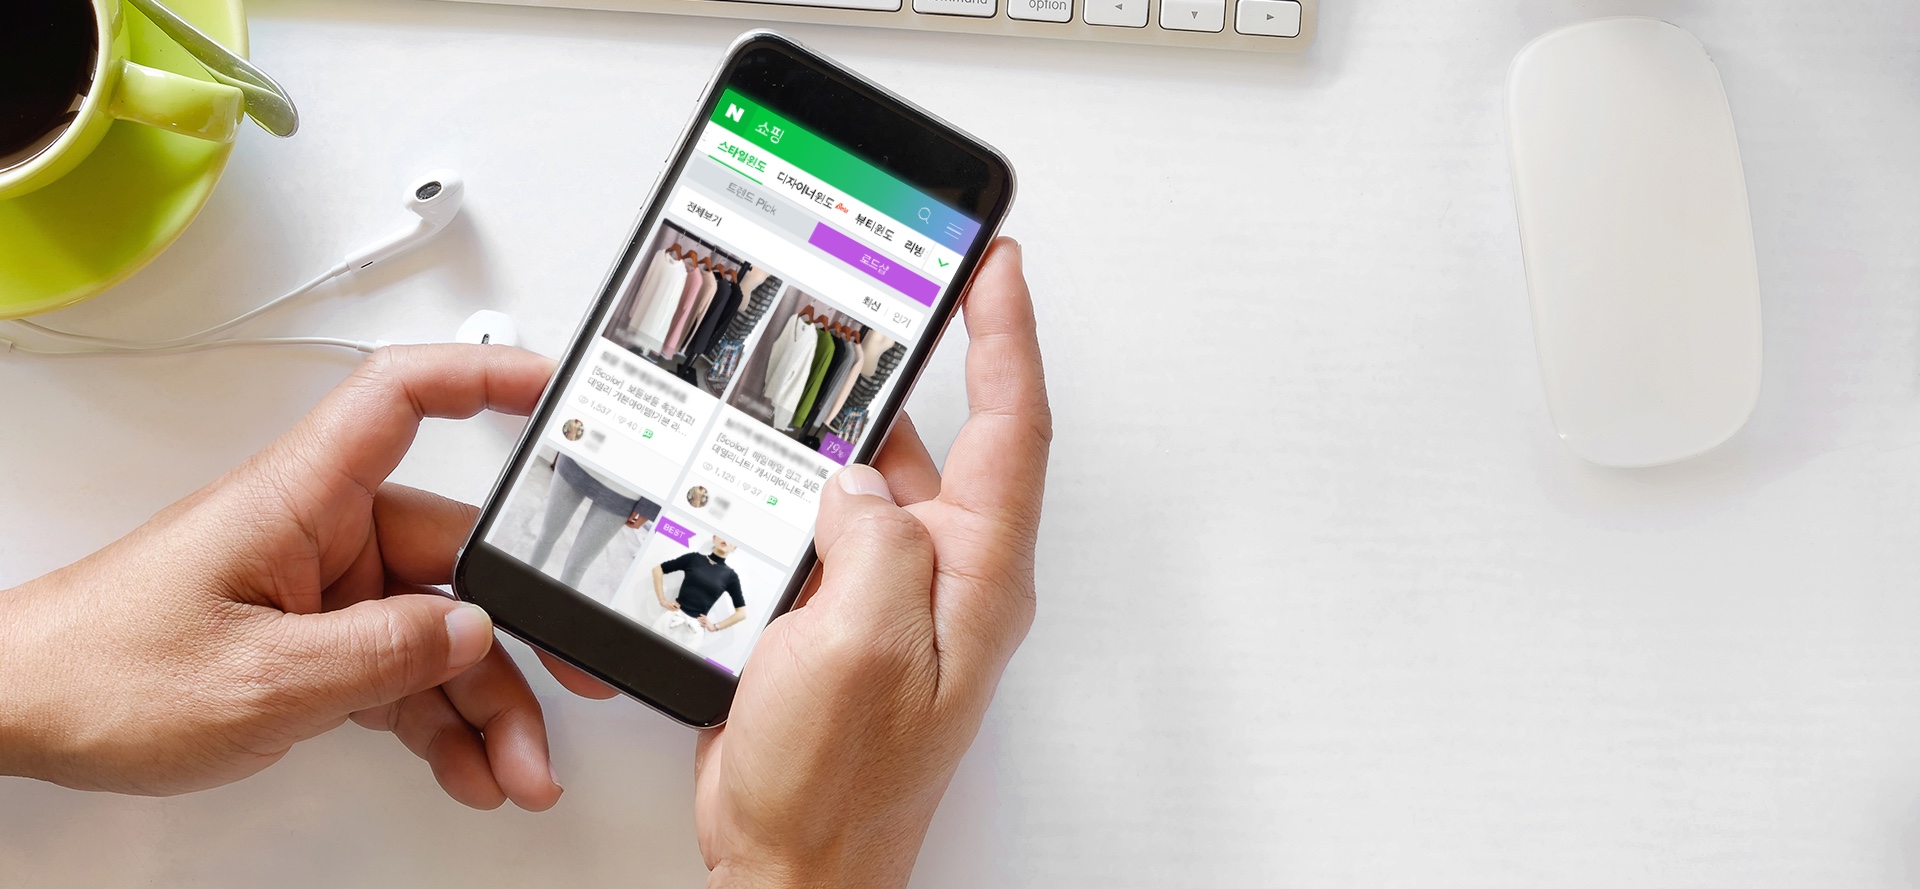 command
option
N 쇼핑
스타일윈도 디자이너윈도 뷰티윈도 리빙
트렌드 Pick 로드샵
전체보기
최신 | 인기
[5color] 보들보들 촉감최고!
데일리 기본아이템!기본 라...
1,537 40
19%
[5color] 매일매일 입고 싶은
데일리니트! 캐시미어니트!...
1,125 37
BEST